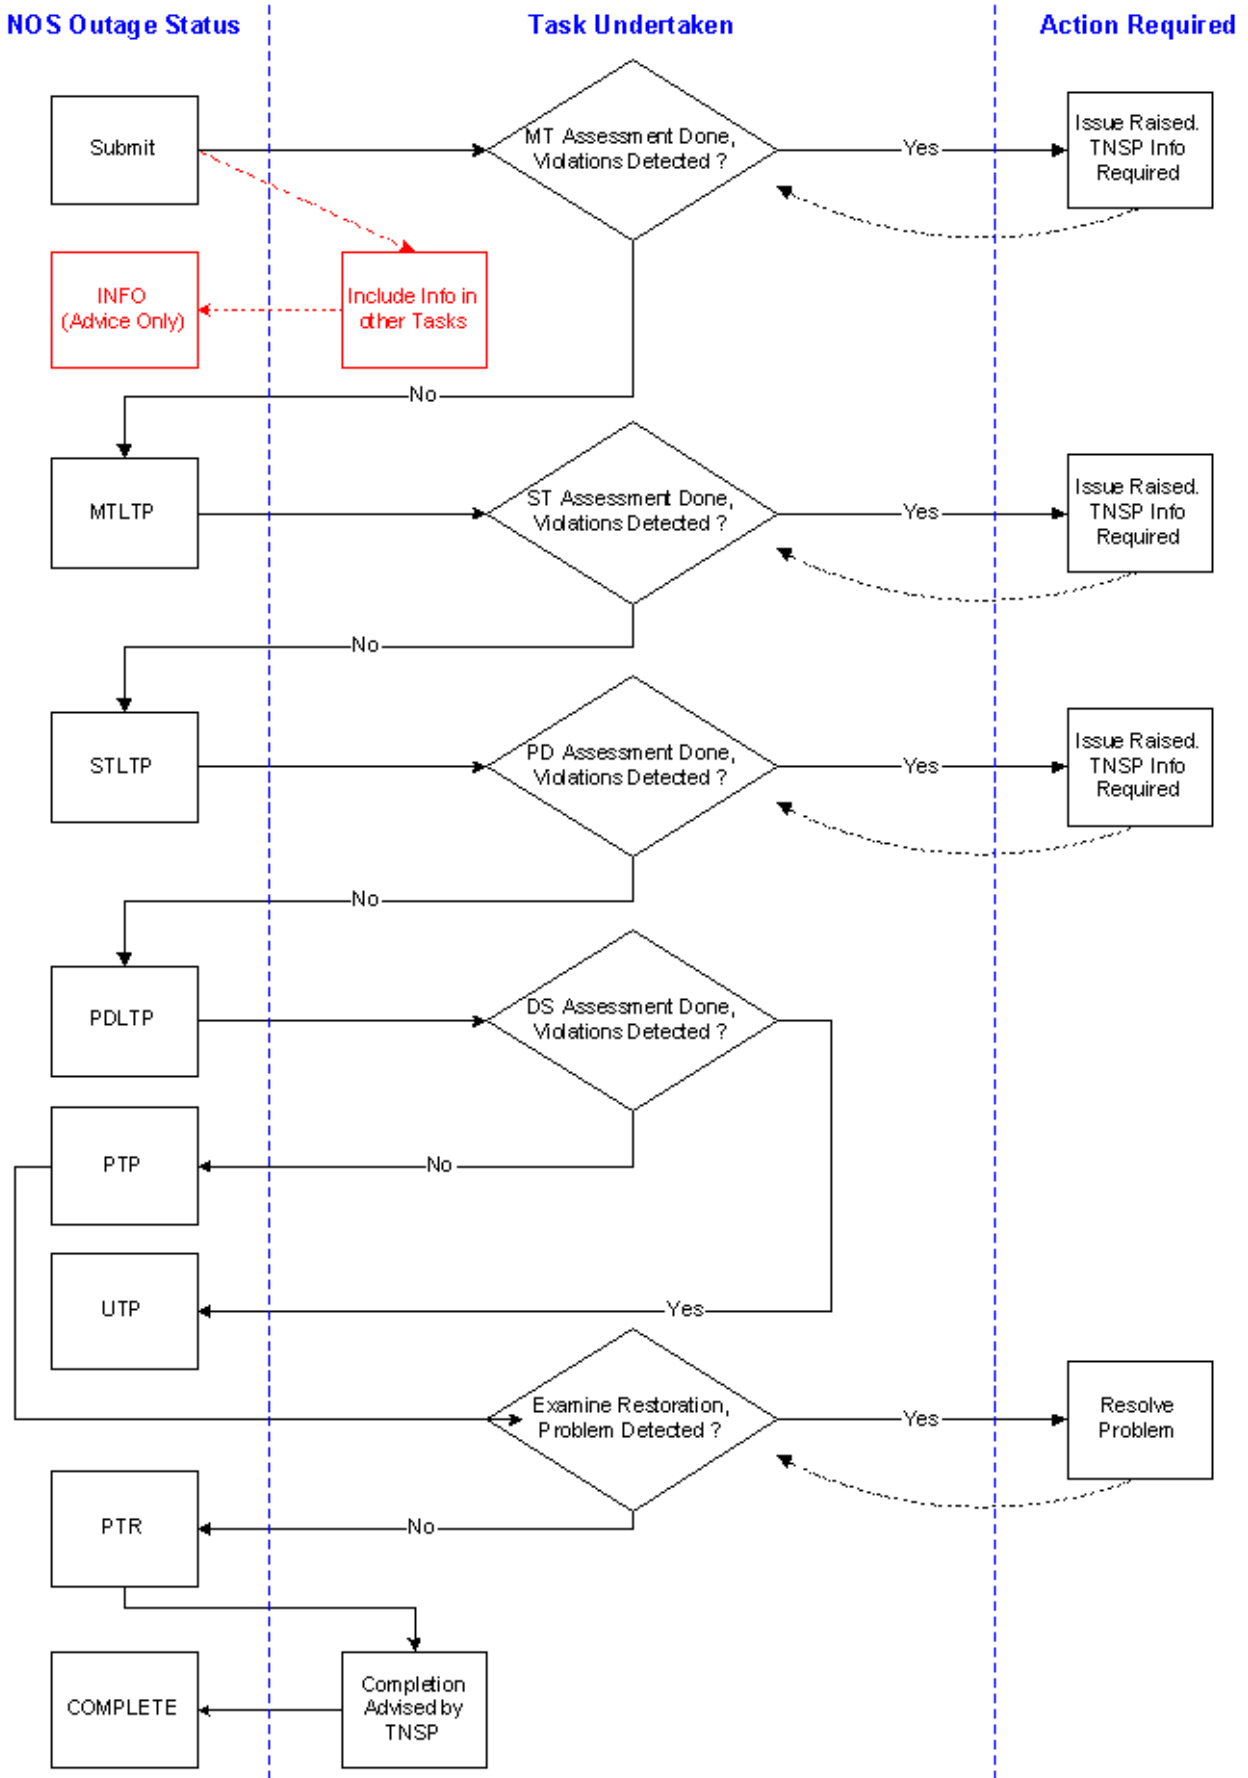 NOS Outage Status
Task Undertaken
Action Required
Submit
MT Assessment Done,
Violations Detected ?
Yes
Issue Raised.
TNSP Info
Required
INFO
(Advice Only)
Include Info in
other Tasks
No
MTLTP
ST Assessment Done,
Violations Detected ?
Yes
Issue Raised.
TNSP Info
Required
No
STLTP
PD Assessment Done,
Violations Detected ?
Yes
Issue Raised.
TNSP Info
Required
No
PDLTP
DS Assessment Done,
Violations Detected ?
PTP
No
UTP
Yes
Examine Restoration,
Problem Detected ?
Yes
Resolve
Problem
PTR
No
COMPLETE
Completion
Advised by
TNSP